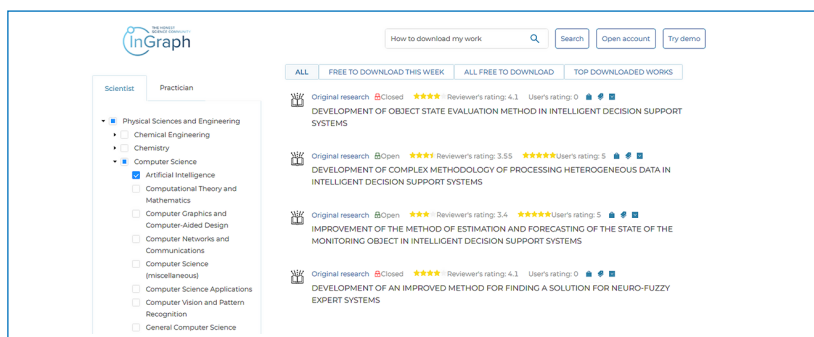 THE HONEST
SCIENCE COMMUNITY
inGraph
How to download my work
Search
Open account
Try demo
Scientist
Practician
ALL
FREE TO DOWNLOAD THIS WEEK
ALL FREE TO DOWNLOAD
TOP DOWNLOADED WORKS
Physical Sciences and Engineering
Chemical Engineering
Chemistry
Computer Science
Artificial Intelligence
Computational Theory and
Mathematics
Computer Graphics and
Computer-Aided Design
Computer Networks and
Communications
Computer Science
(miscellaneous)
Computer Science Applications
Computer Vision and Pattern
Recognition
General Computer Science
Original research Closed Reviewer's rating: 4.1 User's rating: 0
DEVELOPMENT OF OBJECT STATE EVALUATION METHOD IN INTELLIGENT DECISION SUPPORT
SYSTEMS
Original research Open Reviewer's rating: 3.55 User's rating: 5
DEVELOPMENT OF COMPLEX METHODOLOGY OF PROCESSING HETEROGENEOUS DATA IN
INTELLIGENT DECISION SUPPORT SYSTEMS
Original research Open Reviewer's rating: 3.4 User's rating: 5
IMPROVEMENT OF THE METHOD OF ESTIMATION AND FORECASTING OF THE STATE OF THE
MONITORING OBJECT IN INTELLIGENT DECISION SUPPORT SYSTEMS
Original research Closed Reviewer's rating: 4.1 User's rating: 0
DEVELOPMENT OF AN IMPROVED METHOD FOR FINDING A SOLUTION FOR NEURO-FUZZY
EXPERT SYSTEMS